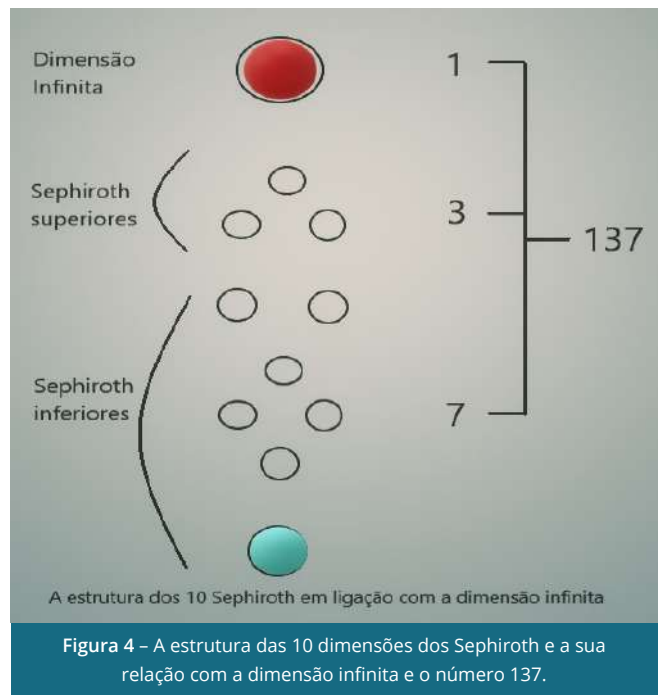 Dimensão
Infinita
1
Sephiroth
superiores
3
137
Sephiroth
inferiores
7
A estrutura dos 10 Sephiroth em ligação com a dimensão infinita
Figura 4 – A estrutura das 10 dimensões dos Sephiroth e a sua
relação com a dimensão infinita e o número 137.